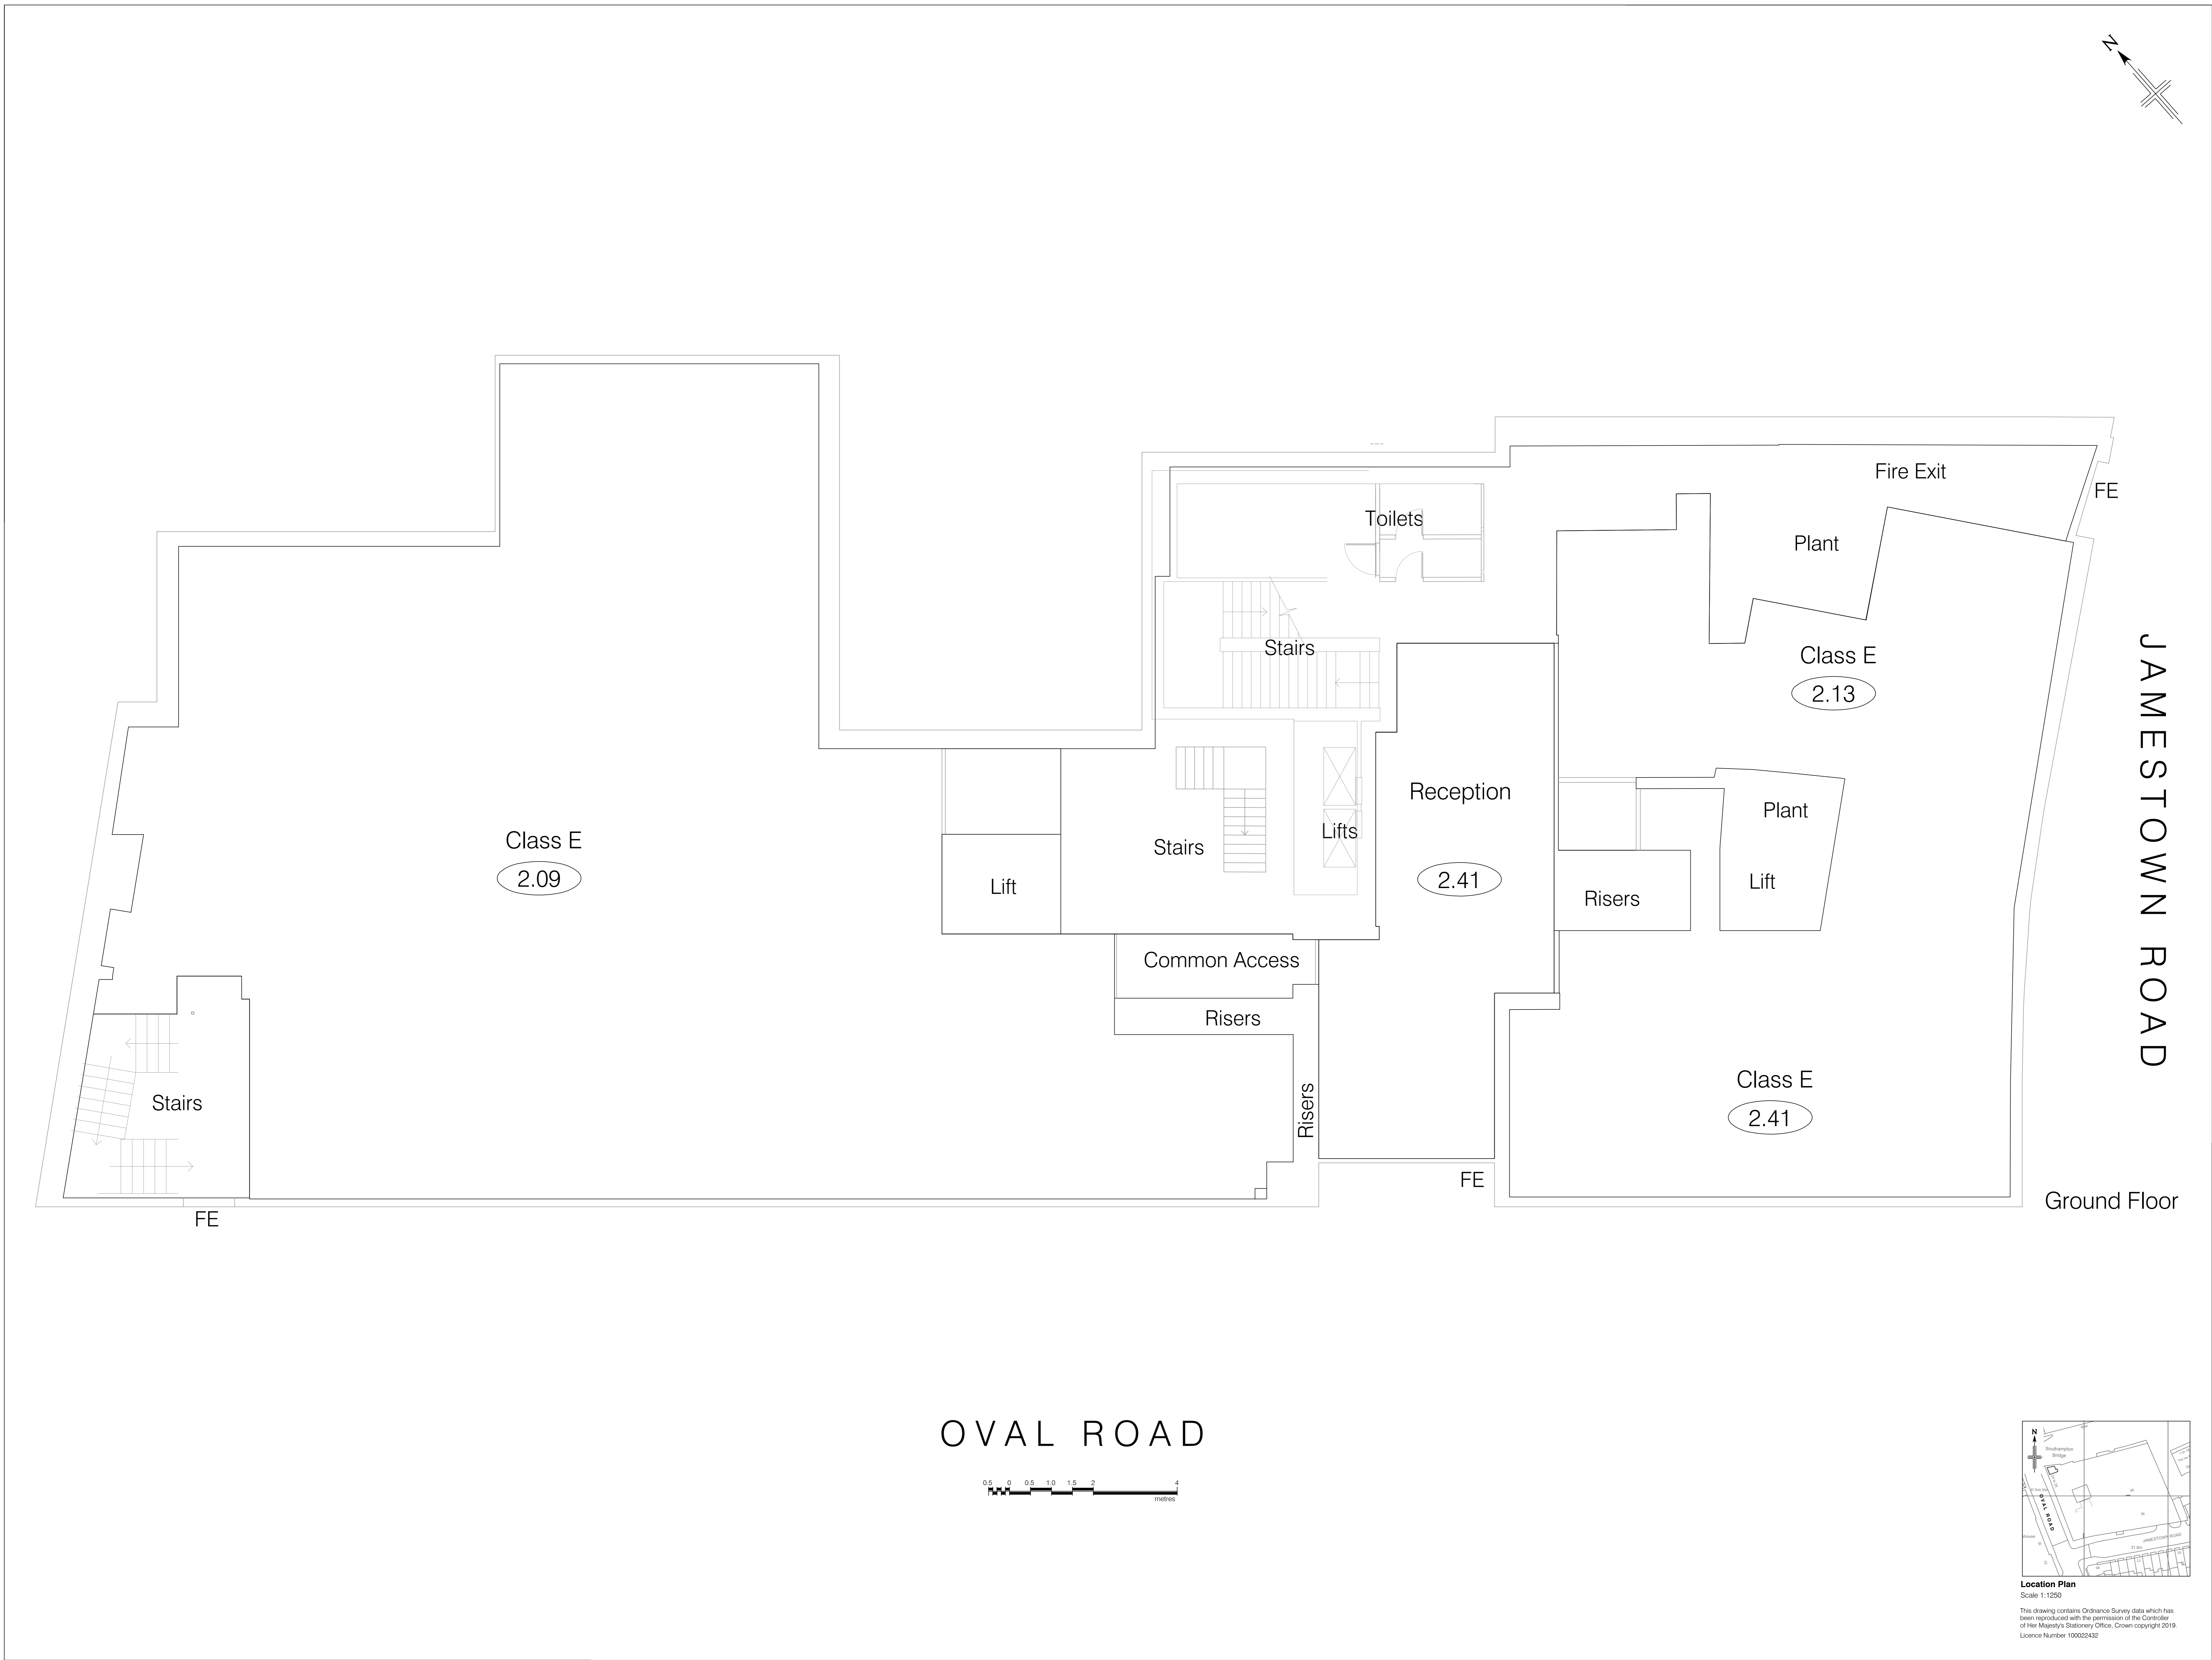 N
Fire Exit
FE
Toilets
Plant
Stairs
Class E
2.13
JAMESTOWN ROAD
Reception
Plant
Lifts
Class E
2.09
Stairs
Lift
2.41
Lift
Risers
Common Access
Risers
Class E
2.41
Stairs
Risers
FE
FE
Ground Floor
OVAL ROAD
0.5 0 0.5 1.0 1.5 2 4
metres
N
Southampton
Bridge
OVAL ROAD
JAMESTOWN ROAD
Location Plan
Scale 1:1250
This drawing contains Ordnance Survey data which has
been reproduced with the permission of the Controller
of Her Majesty's Stationery Office, Crown copyright 2019.
Licence Number 100022432